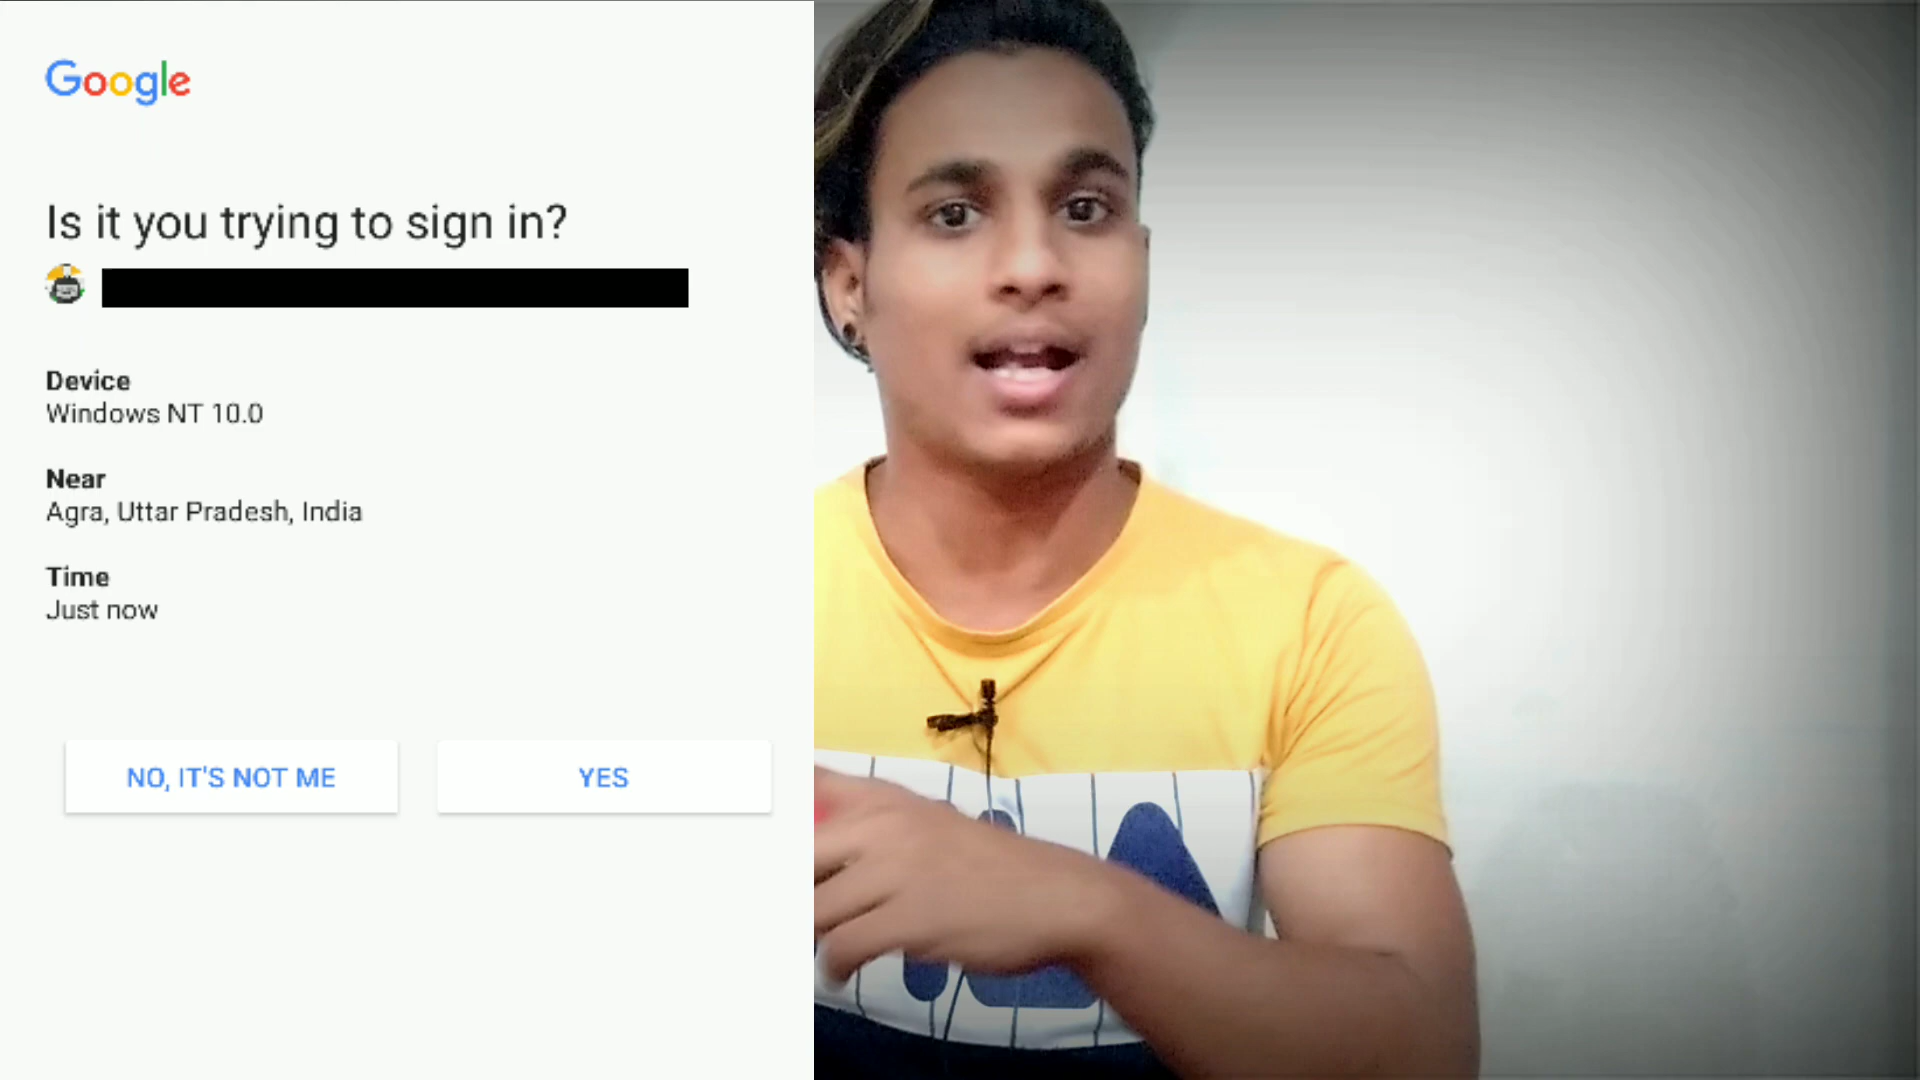 Google
Is it you trying to sign in?
Device
Windows NT 10.0
Near
Agra, Uttar Pradesh, India
Time
Just now
NO, IT'S NOT ME
YES